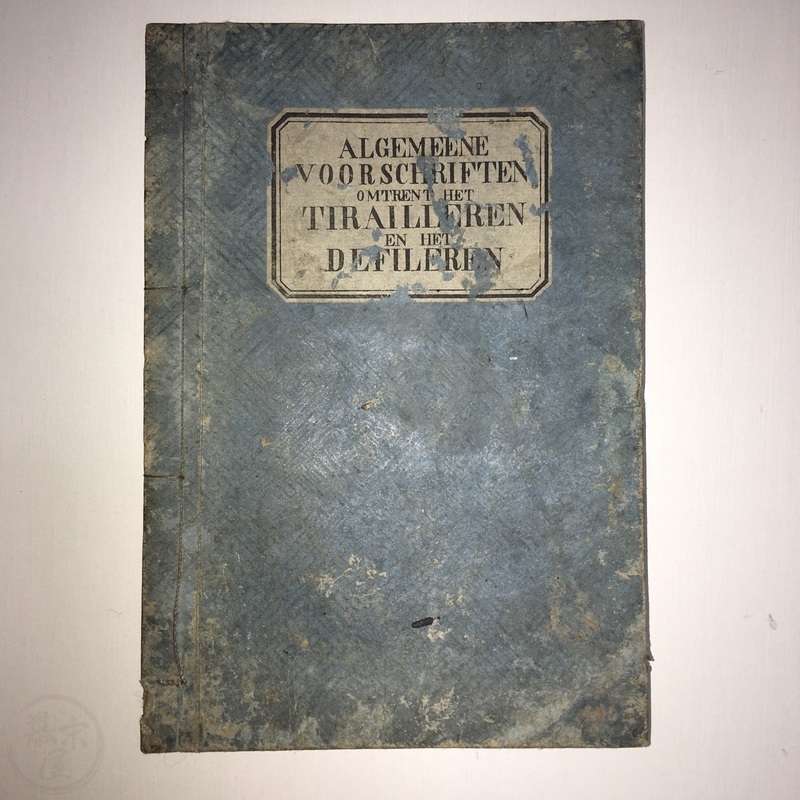 ALGEMEENE
VOORSCHRIFTEN
OMTRENT HET
TIRAILLEREN
EN HET
DEFILEREN